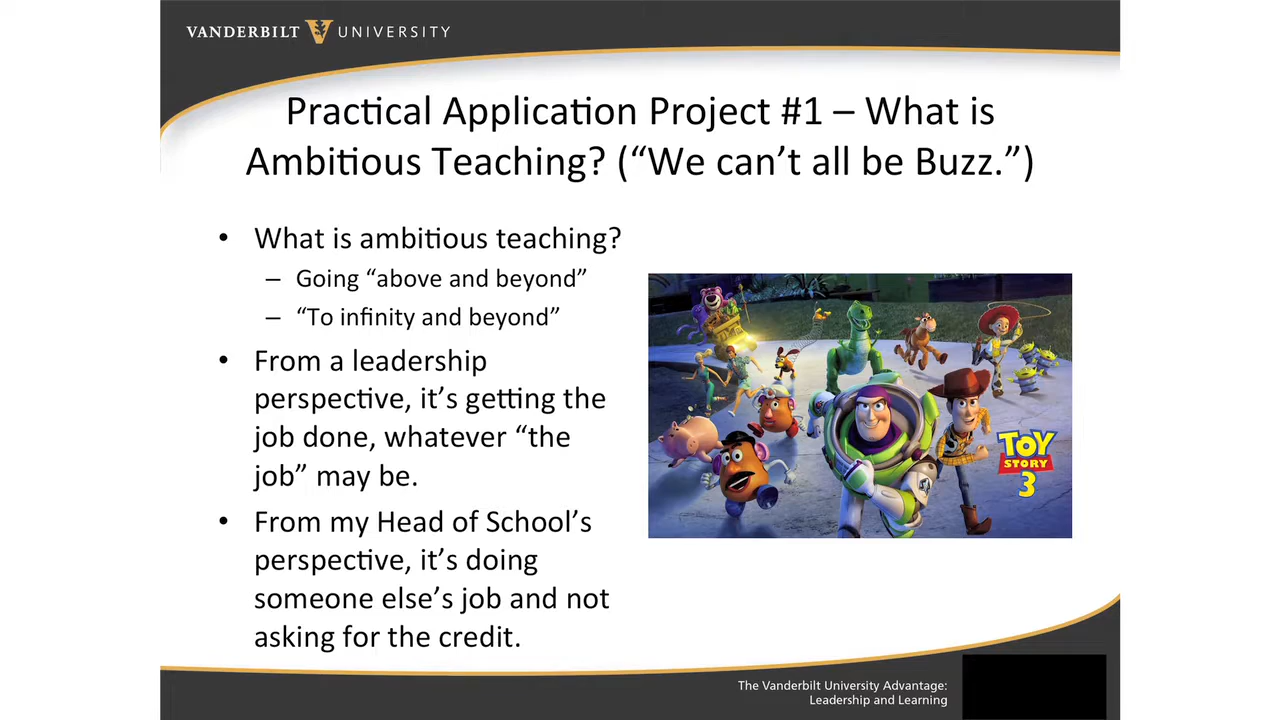 VANDERBILT V UNIVERSITY
Practical Application Project #1 – What is
Ambitious Teaching? (“We can’t all be Buzz.”)
• What is ambitious teaching?
– Going “above and beyond”
– “To infinity and beyond”
• From a leadership
perspective, it’s getting the
job done, whatever “the
job” may be.
• From my Head of School’s
perspective, it’s doing
someone else’s job and not
asking for the credit.
TOY
STORY
3
The Vanderbilt University Advantage:
Leadership and Learning